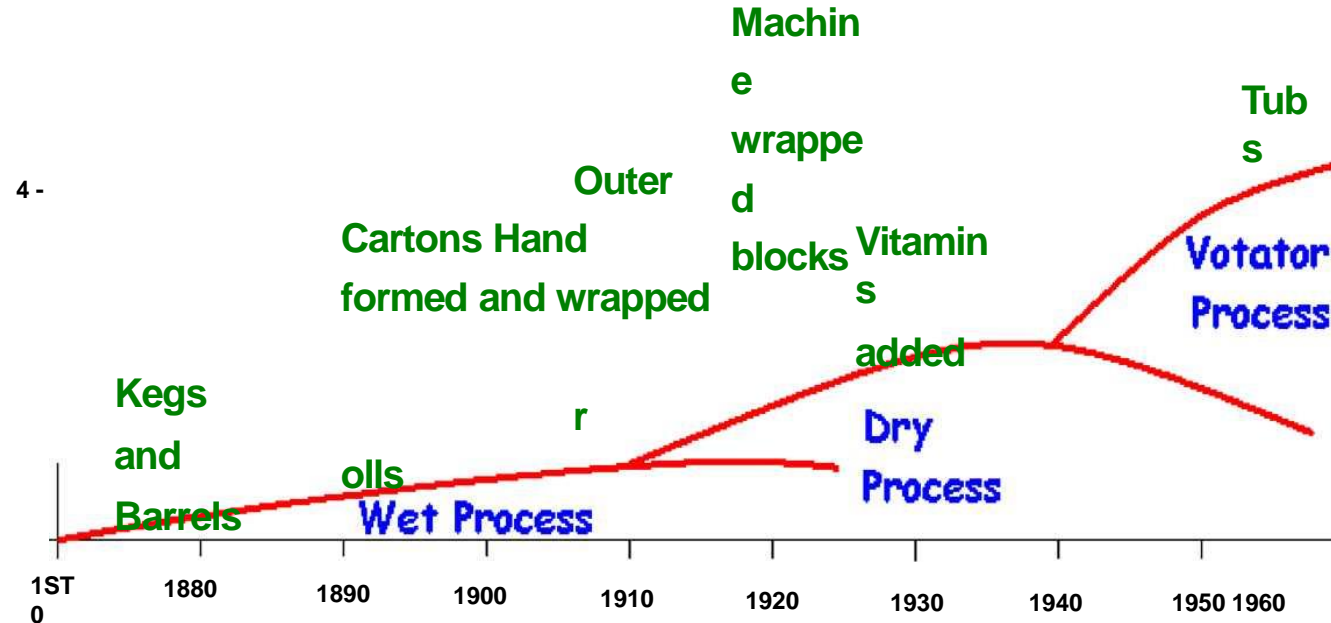 Machin
e
wrappe
d
blocks
Tub
s
4 -
Outer
Cartons Hand
formed and wrapped
Vitamin
s
added
Votator
Process
Kegs
and
Barrels
r
olls
Dry
Process
Wet Process
1ST
0
1880
1890
1900
1910
1920
1930
1940
1950 1960